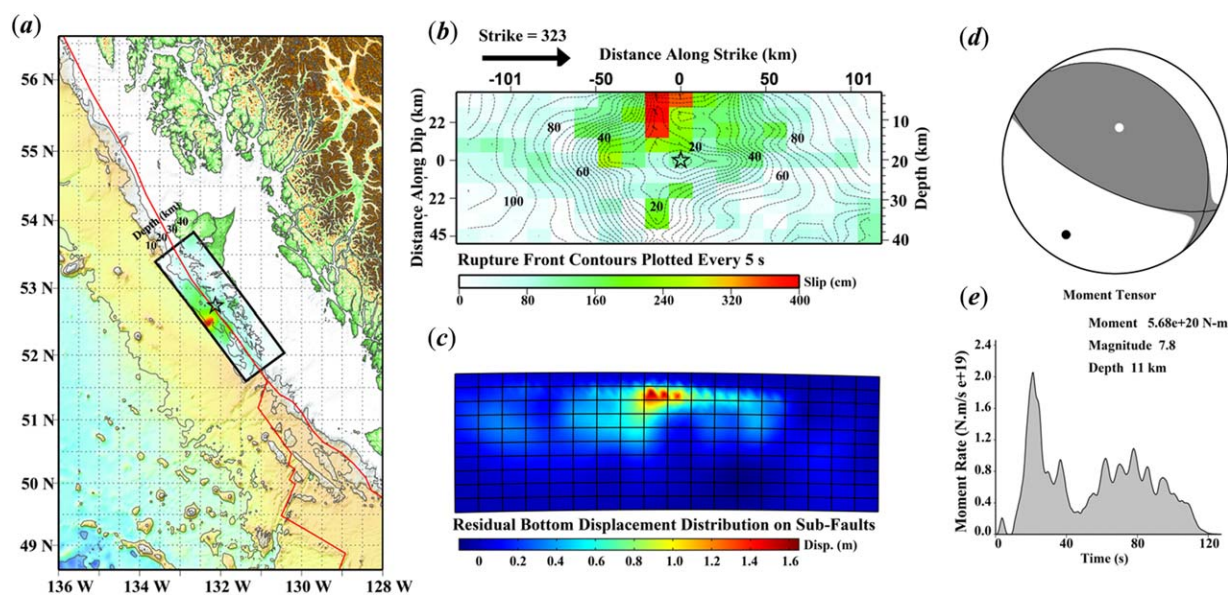 (a)
56 N
55 N
54 N
53 N
52 N
51 N
50 N
49 N
136 W
134 W
132 W
130 W
128 W
Depth (km)
10
20
30
40
(b)
Strike = 323
Distance Along Strike (km)
-101
-50
0
50
101
Distance Along Dip (km)
22
0
22
45
Depth (km)
10
20
30
40
80
40
60
100
20
20
40
60
80
Rupture Front Contours Plotted Every 5 s
Slip (cm)
0
80
160
240
320
400
(c)
Residual Bottom Displacement Distribution on Sub-Faults
Disp. (m)
0
0.2
0.4
0.6
0.8
1.0
1.2
1.4
1.6
(d)
Moment Tensor
(e)
Moment 5.68e+20 N-m
Magnitude 7.8
Depth 11 km
Moment Rate (N.m/s e+19)
2.4
2.0
1.6
1.2
0.8
0.4
0
0
40
80
120
Time (s)